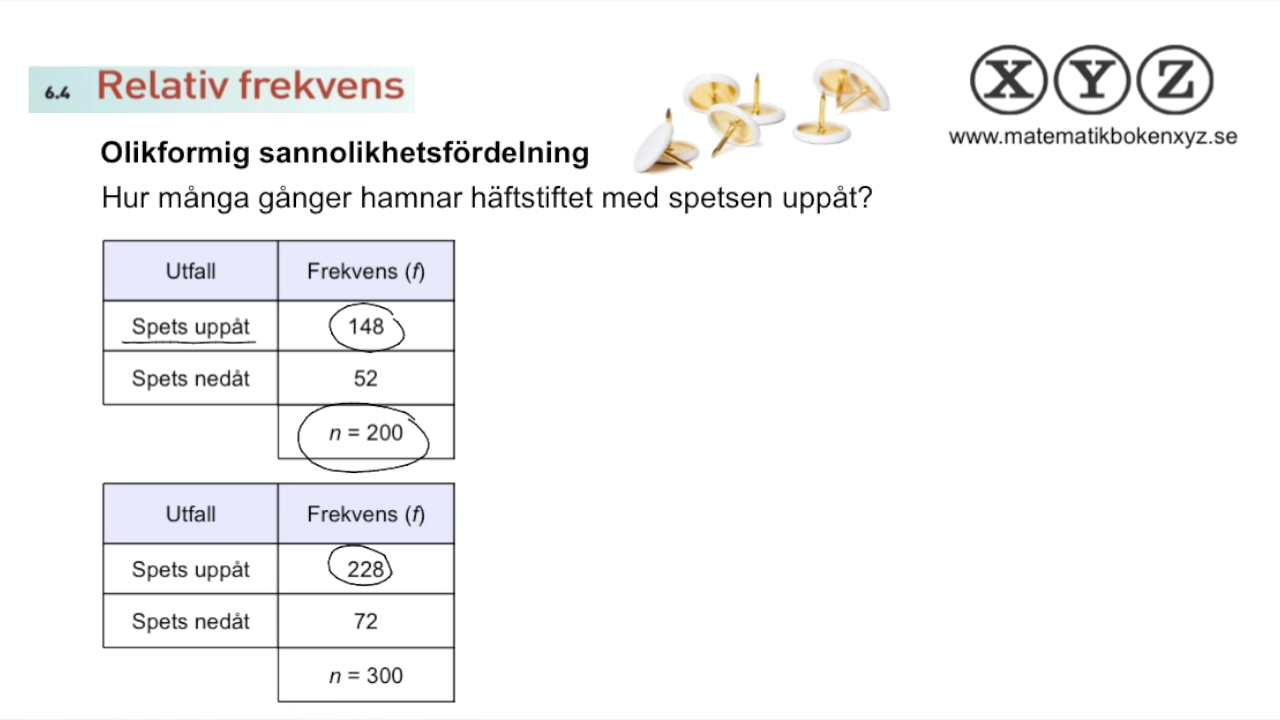 6.4 Relativ frekvens
X Y Z
www.matematikbokenxyz.se
Olikformig sannolikhetsfördelning
Hur många gånger hamnar häftstiftet med spetsen uppåt?
Utfall Frekvens (f)
Spets uppåt 148
Spets nedåt 52
n = 200
Utfall Frekvens (f)
Spets uppåt 228
Spets nedåt 72
n = 300